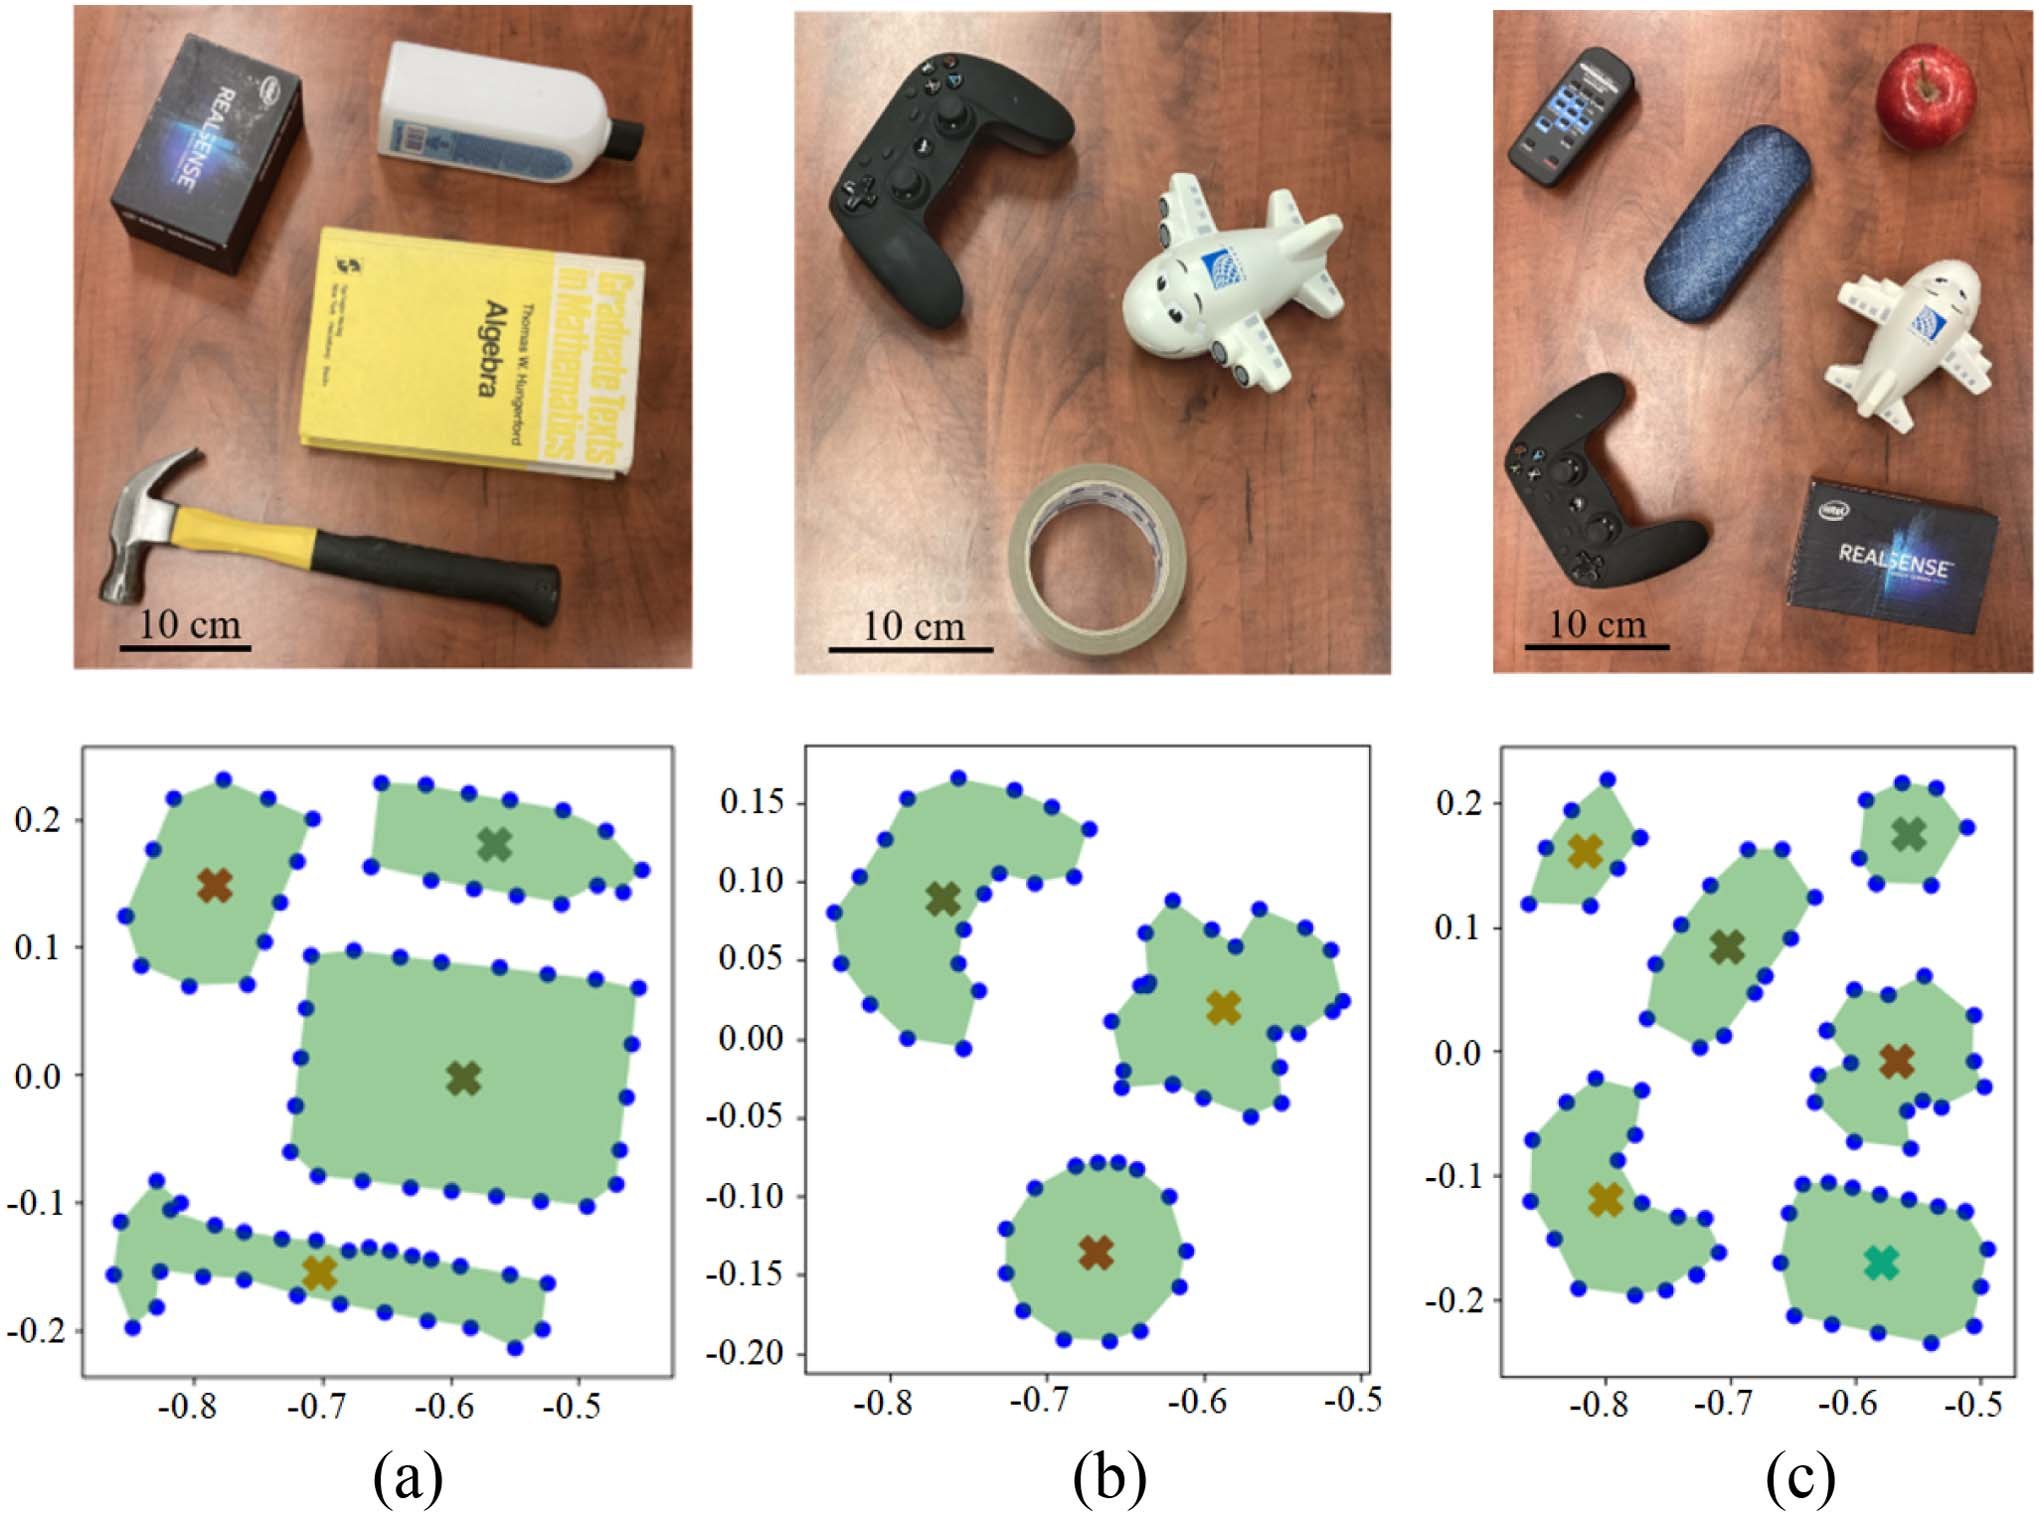 intel
REALSENSE
Graduate Texts
in Mathematics
Thomas W. Hungerford
Algebra
10 cm
10 cm
intel
REALSENSE
10 cm
0.2
0.1
0.0
-0.1
-0.2
-0.8 -0.7 -0.6 -0.5
0.15
0.10
0.05
0.00
-0.05
-0.10
-0.15
-0.20
-0.8 -0.7 -0.6 -0.5
0.2
0.1
0.0
-0.1
-0.2
-0.8 -0.7 -0.6 -0.5
(a) (b) (c)